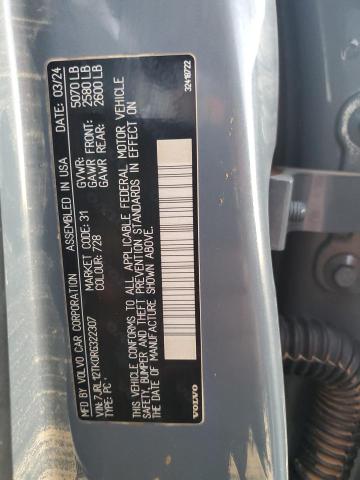 MFD BY VOLVO CAR CORPORATION ASSEMBLED IN USA DATE: 03/24
VIN: 7JRL12TK0RG322307 GVWR: 5070 LB
TYPE: PC MARKET CODE: 31 GAWR FRONT: 2580 LB
COLOUR: 728 GAWR REAR: 2600 LB
THIS VEHICLE CONFORMS TO ALL APPLICABLE FEDERAL MOTOR VEHICLE
SAFETY, BUMPER AND THEFT PREVENTION STANDARDS IN EFFECT ON
THE DATE OF MANUFACTURE SHOWN ABOVE.
VOLVO 32418722